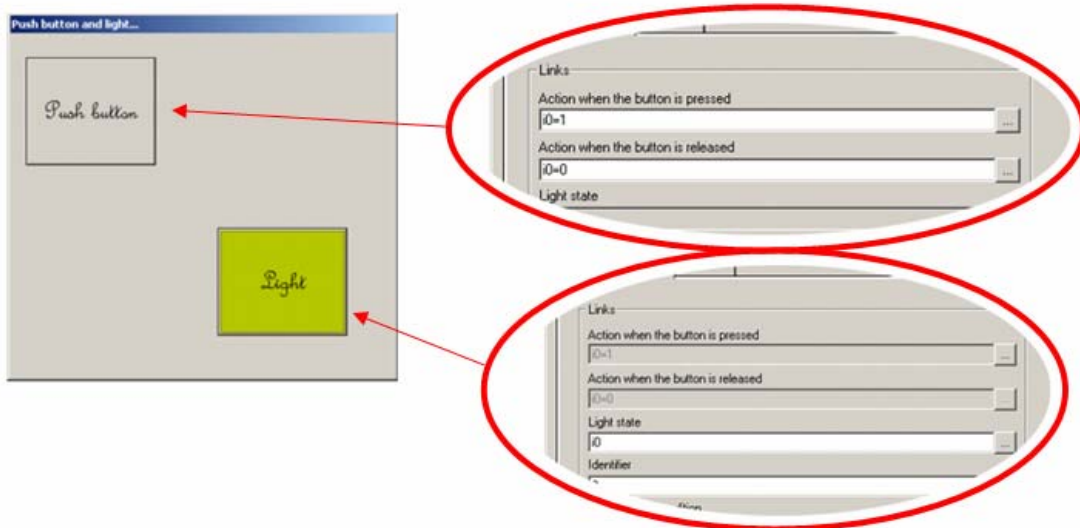 Push button and light...
Push button
Light
Links
Action when the button is pressed
i0=1
...
Action when the button is released
i0=0
...
Light state
Links
Action when the button is pressed
i0=1
...
Action when the button is released
i0=0
...
Light state
i0
...
Identifier